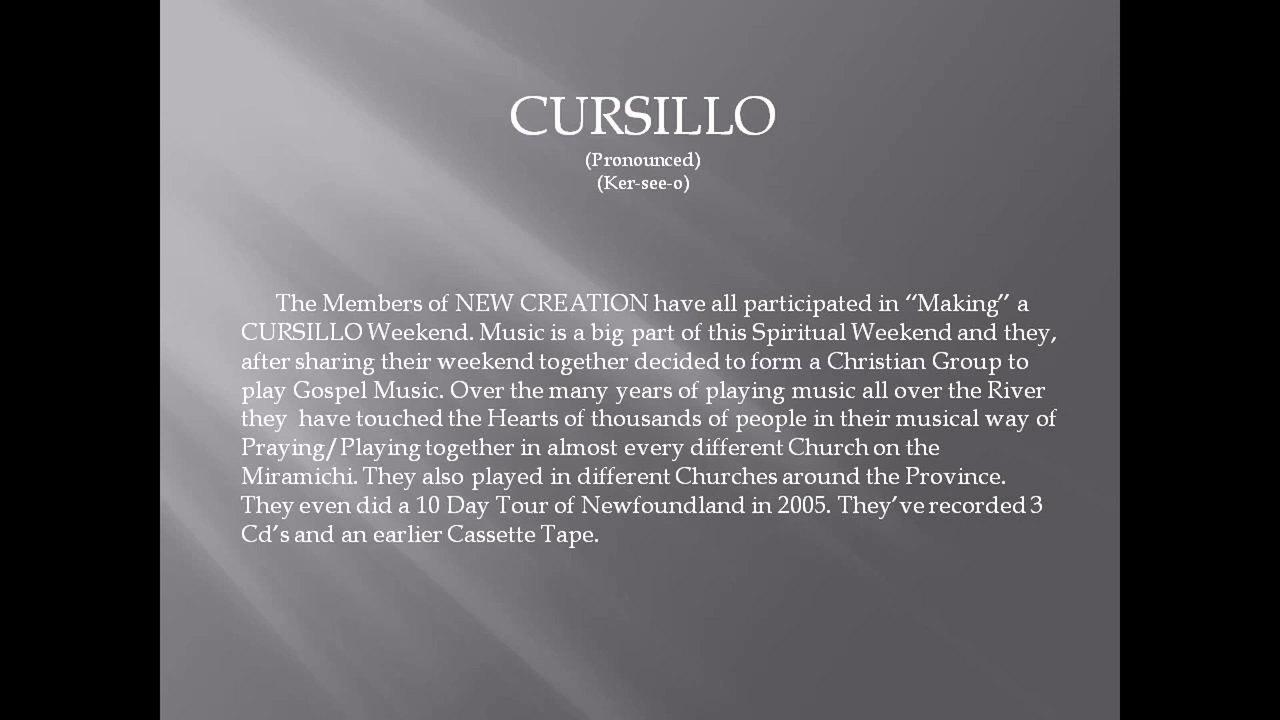 CURSILLO
(Pronounced)
(Ker-see-o)
The Members of NEW CREATION have all participated in “Making” a
CURSILLO Weekend. Music is a big part of this Spiritual Weekend and they,
after sharing their weekend together decided to form a Christian Group to
play Gospel Music. Over the many years of playing music all over the River
they have touched the Hearts of thousands of people in their musical way of
Praying/Playing together in almost every different Church on the
Miramichi. They also played in different Churches around the Province.
They even did a 10 Day Tour of Newfoundland in 2005. They’ve recorded 3
Cd’s and an earlier Cassette Tape.